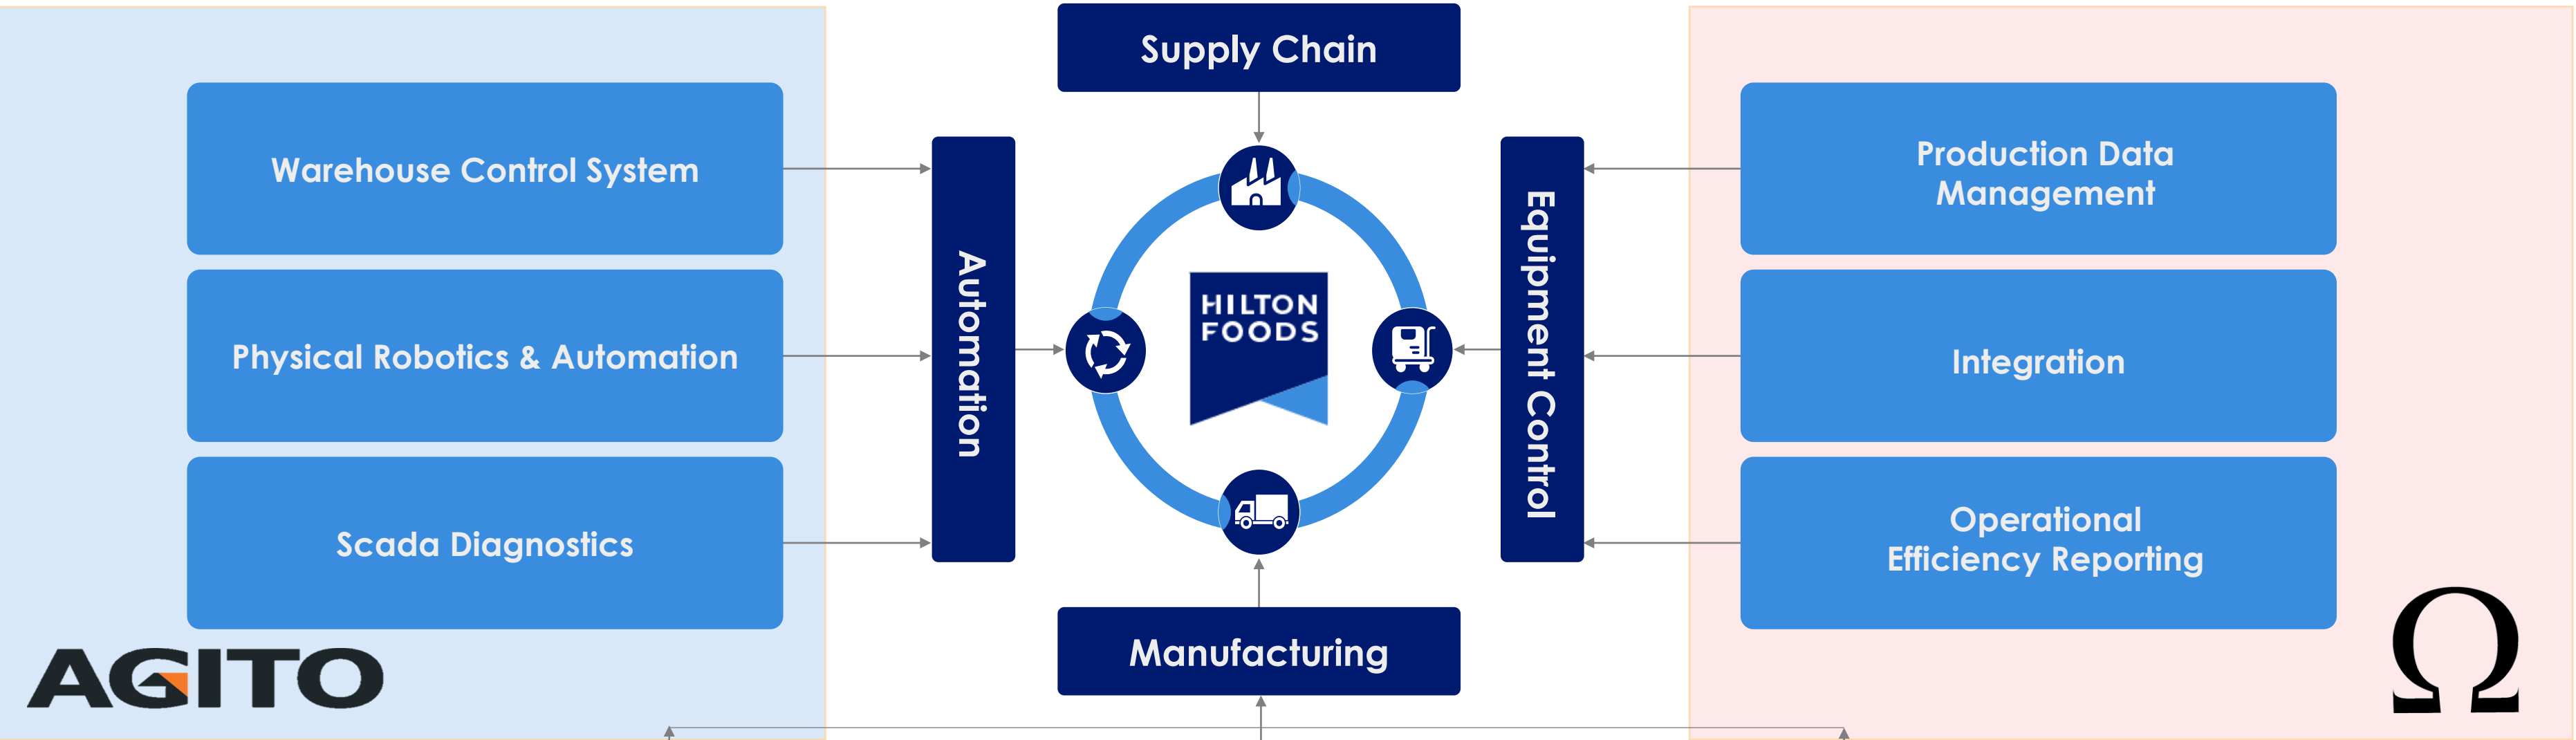 Supply Chain
Warehouse Control System
Physical Robotics & Automation
Scada Diagnostics
AGITO
Automation
HILTON
FOODS
Equipment Control
Manufacturing
Production Data
Management
Integration
Operational
Efficiency Reporting
Ω